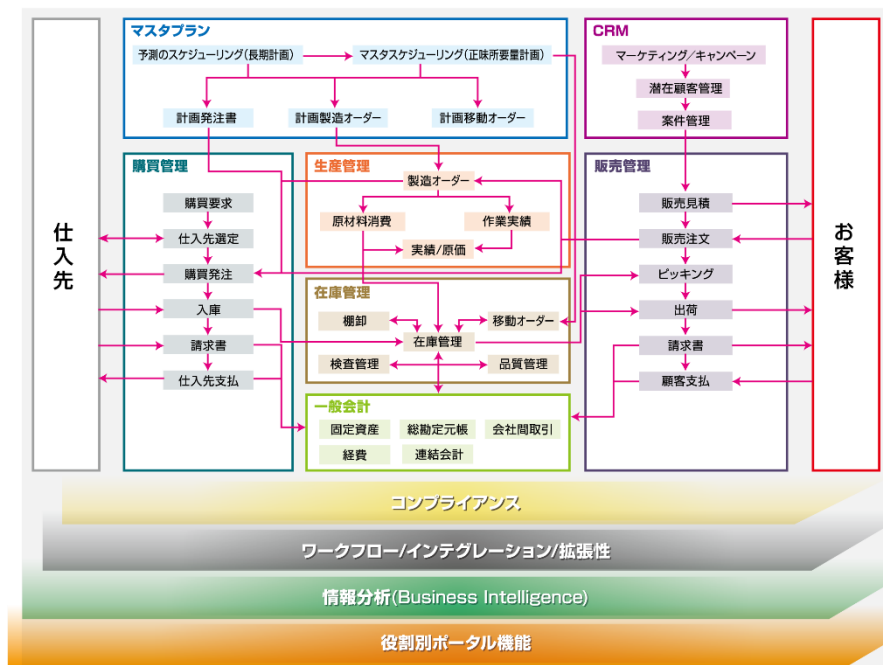 マスタプラン
予測のスケジューリング(長期計画)
マスタスケジューリング(正味所要量計画)
計画発注書
計画製造オーダー
計画移動オーダー
CRM
マーケティング/キャンペーン
潜在顧客管理
案件管理
仕入先
購買管理
購買要求
仕入先選定
購買発注
入庫
請求書
仕入先支払
生産管理
製造オーダー
原材料消費
作業実績
実績/原価
在庫管理
棚卸
移動オーダー
在庫管理
検査管理
品質管理
一般会計
固定資産
総勘定元帳
会社間取引
経費
連結会計
販売管理
販売見積
販売注文
ピッキング
出荷
請求書
顧客支払
お客様
コンプライアンス
ワークフロー/インテグレーション/拡張性
情報分析(Business Intelligence)
役割別ポータル機能